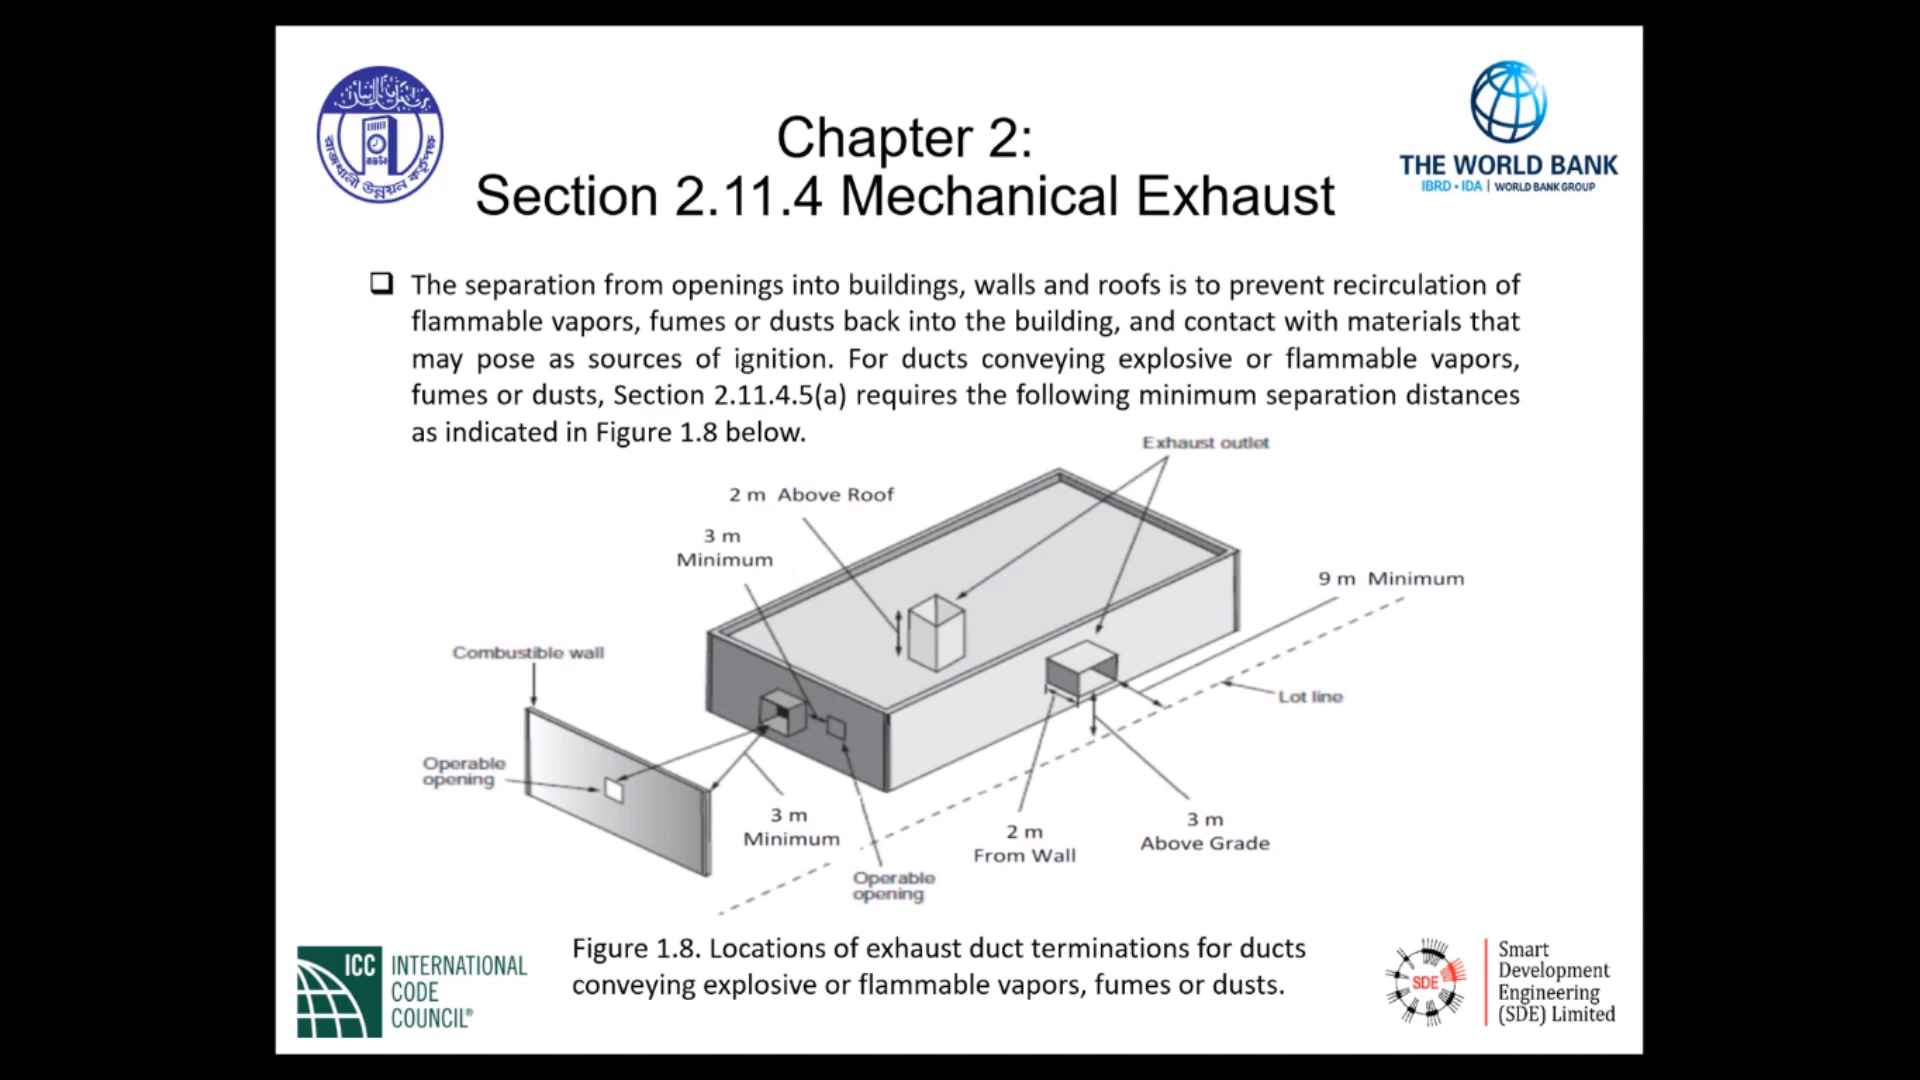 Chapter 2:
Section 2.11.4 Mechanical Exhaust
THE WORLD BANK
IBRD • IDA | WORLD BANK GROUP
রাজধানী উন্নয়ন কর্তৃপক্ষ
❑ The separation from openings into buildings, walls and roofs is to prevent recirculation of
flammable vapors, fumes or dusts back into the building, and contact with materials that
may pose as sources of ignition. For ducts conveying explosive or flammable vapors,
fumes or dusts, Section 2.11.4.5(a) requires the following minimum separation distances
as indicated in Figure 1.8 below.
Exhaust outlet
2 m Above Roof
3 m
Minimum
9 m Minimum
Combustible wall
Lot line
Operable
opening
3 m
Minimum
2 m
From Wall
3 m
Above Grade
Operable
opening
Figure 1.8. Locations of exhaust duct terminations for ducts
conveying explosive or flammable vapors, fumes or dusts.
ICC INTERNATIONAL
CODE
COUNCIL®
SDE
Smart
Development
Engineering
(SDE) Limited